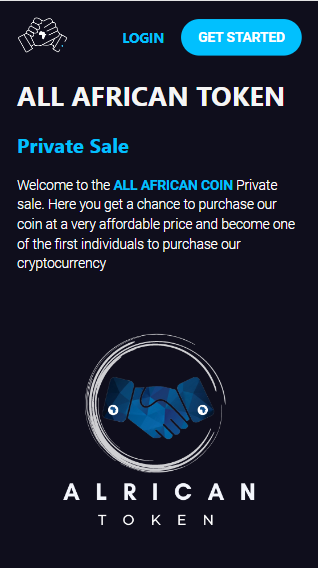 LOGIN
GET STARTED
ALL AFRICAN TOKEN
Private Sale
Welcome to the ALL AFRICAN COIN Private
sale. Here you get a chance to purchase our
coin at a very affordable price and become one
of the first individuals to purchase our
cryptocurrency
ALRICAN
TOKEN